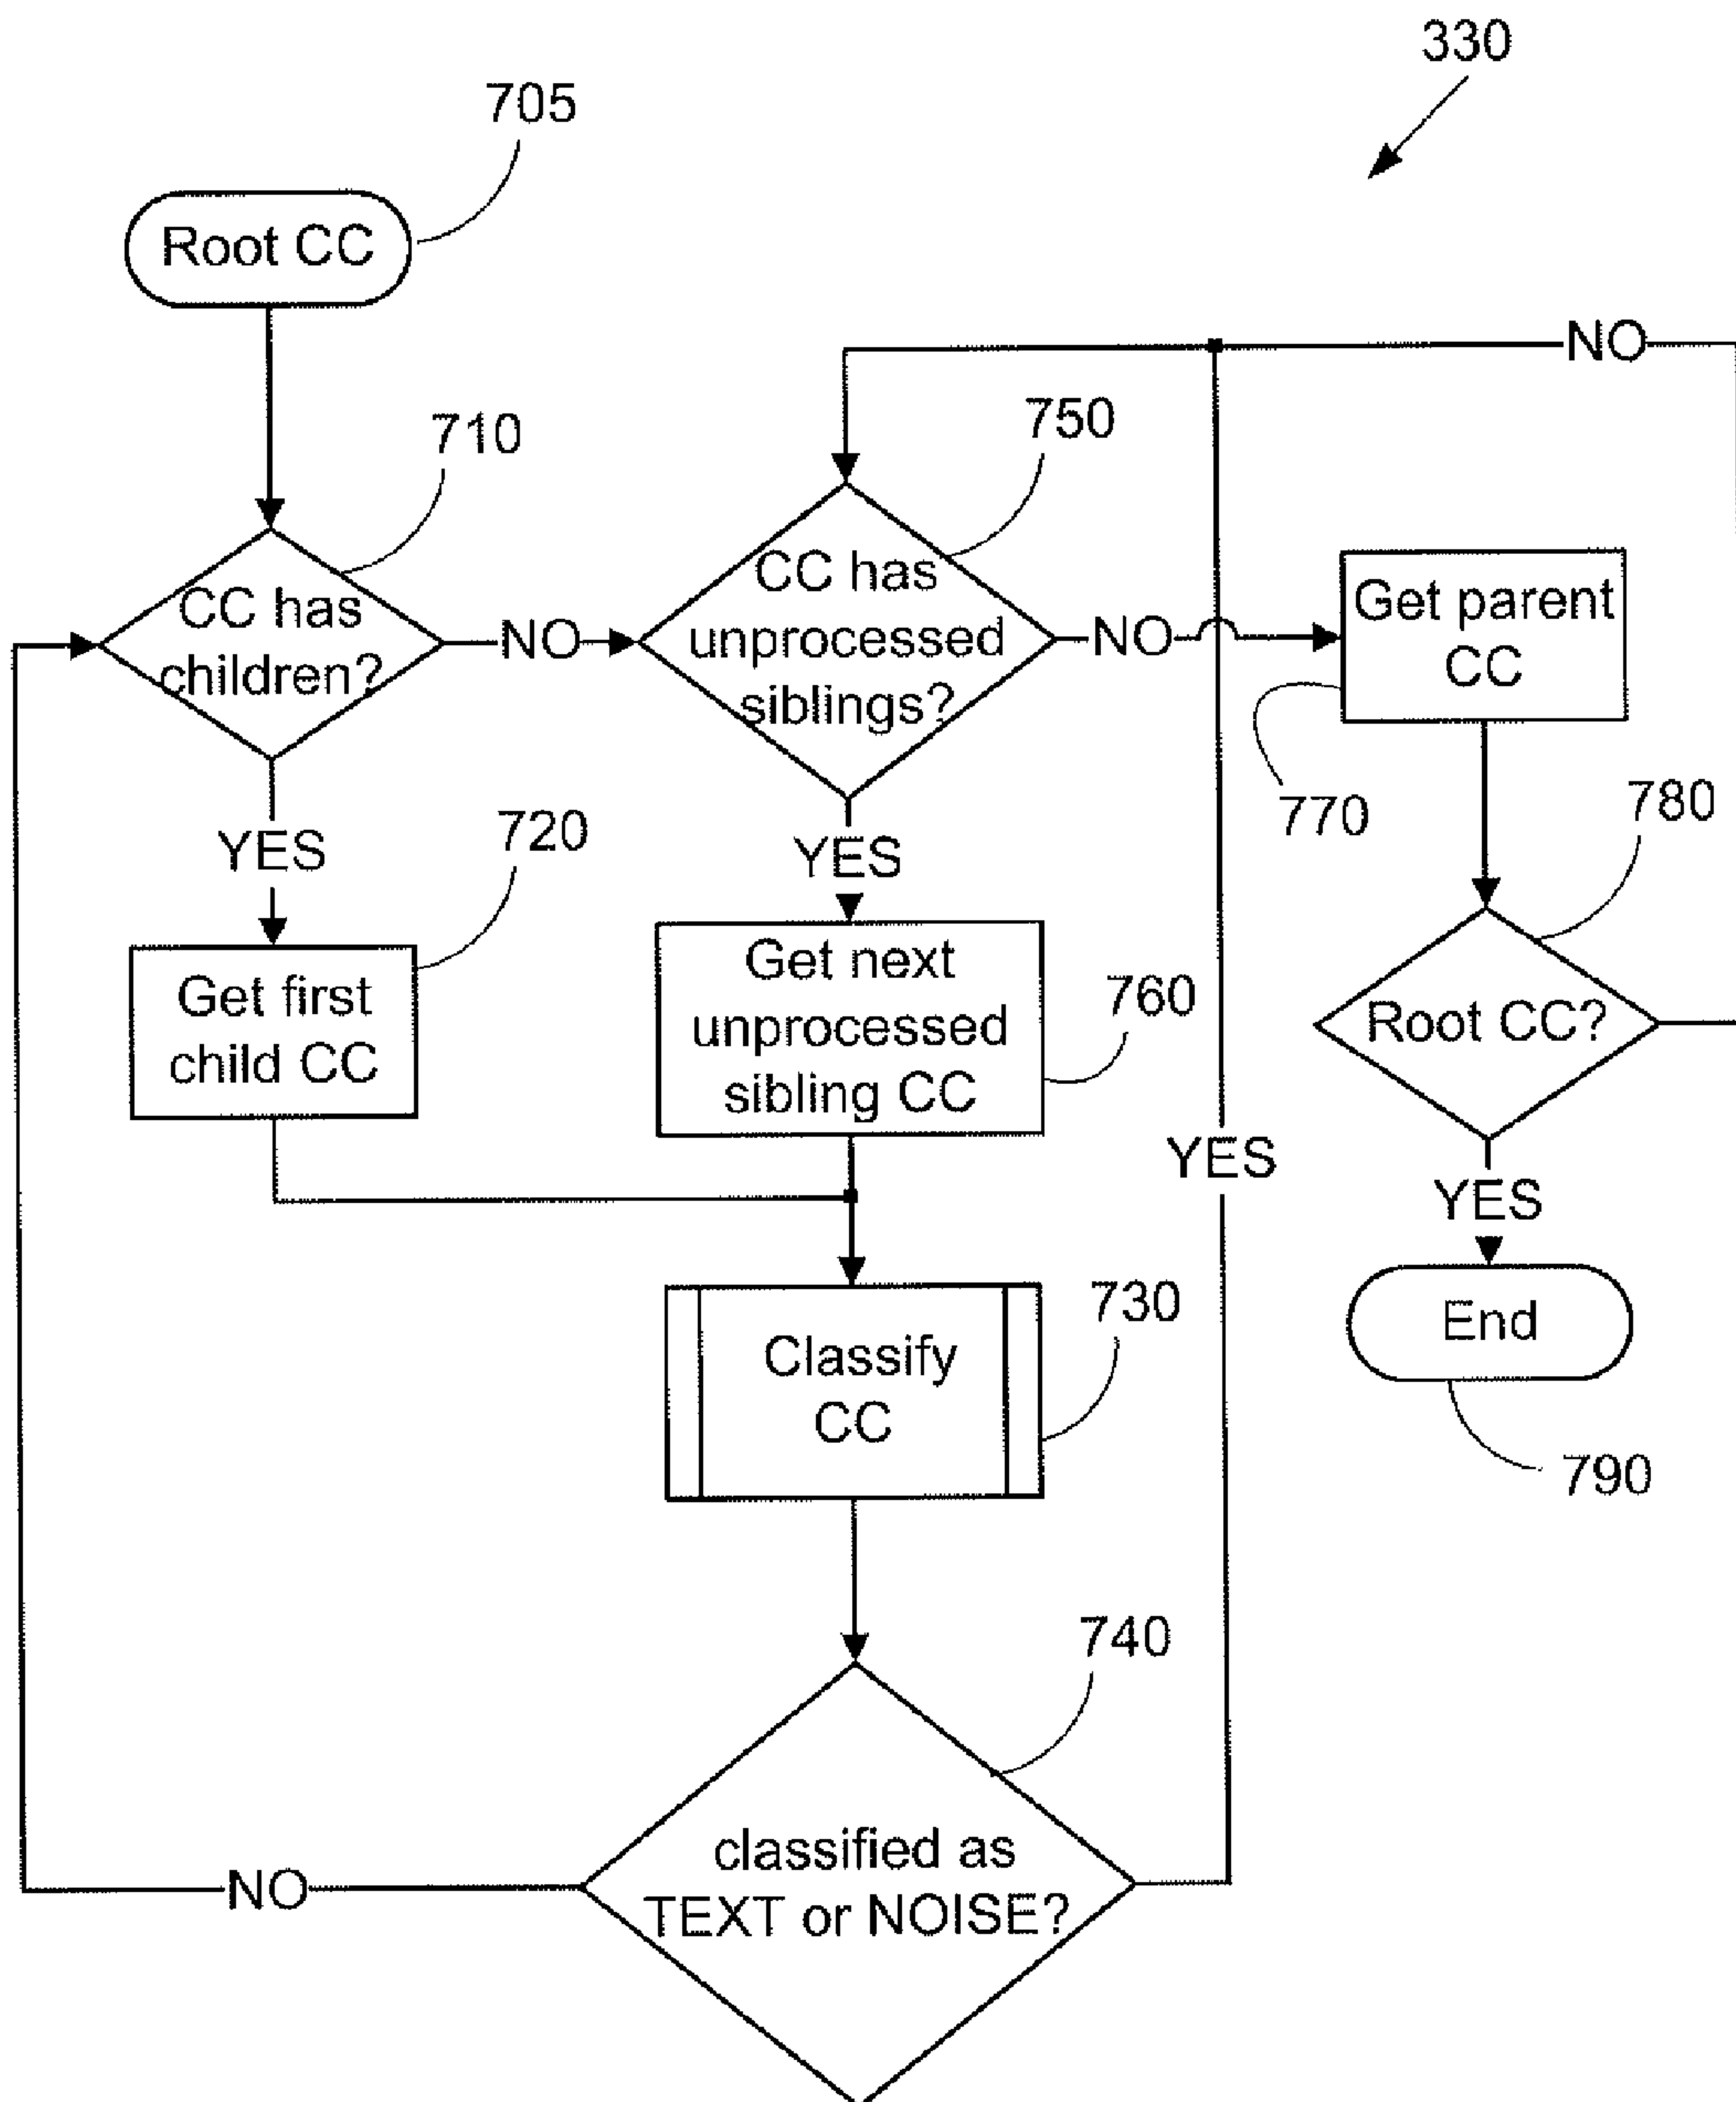 330
705
Root CC
NO
710
750
CC has
children?
NO
CC has
unprocessed
siblings?
NO
Get parent
CC
770
780
YES
720
YES
Get first
child CC
Get next
unprocessed
sibling CC
760
Root CC?
YES
YES
730
Classify
CC
End
790
740
classified as
TEXT or NOISE?
NO